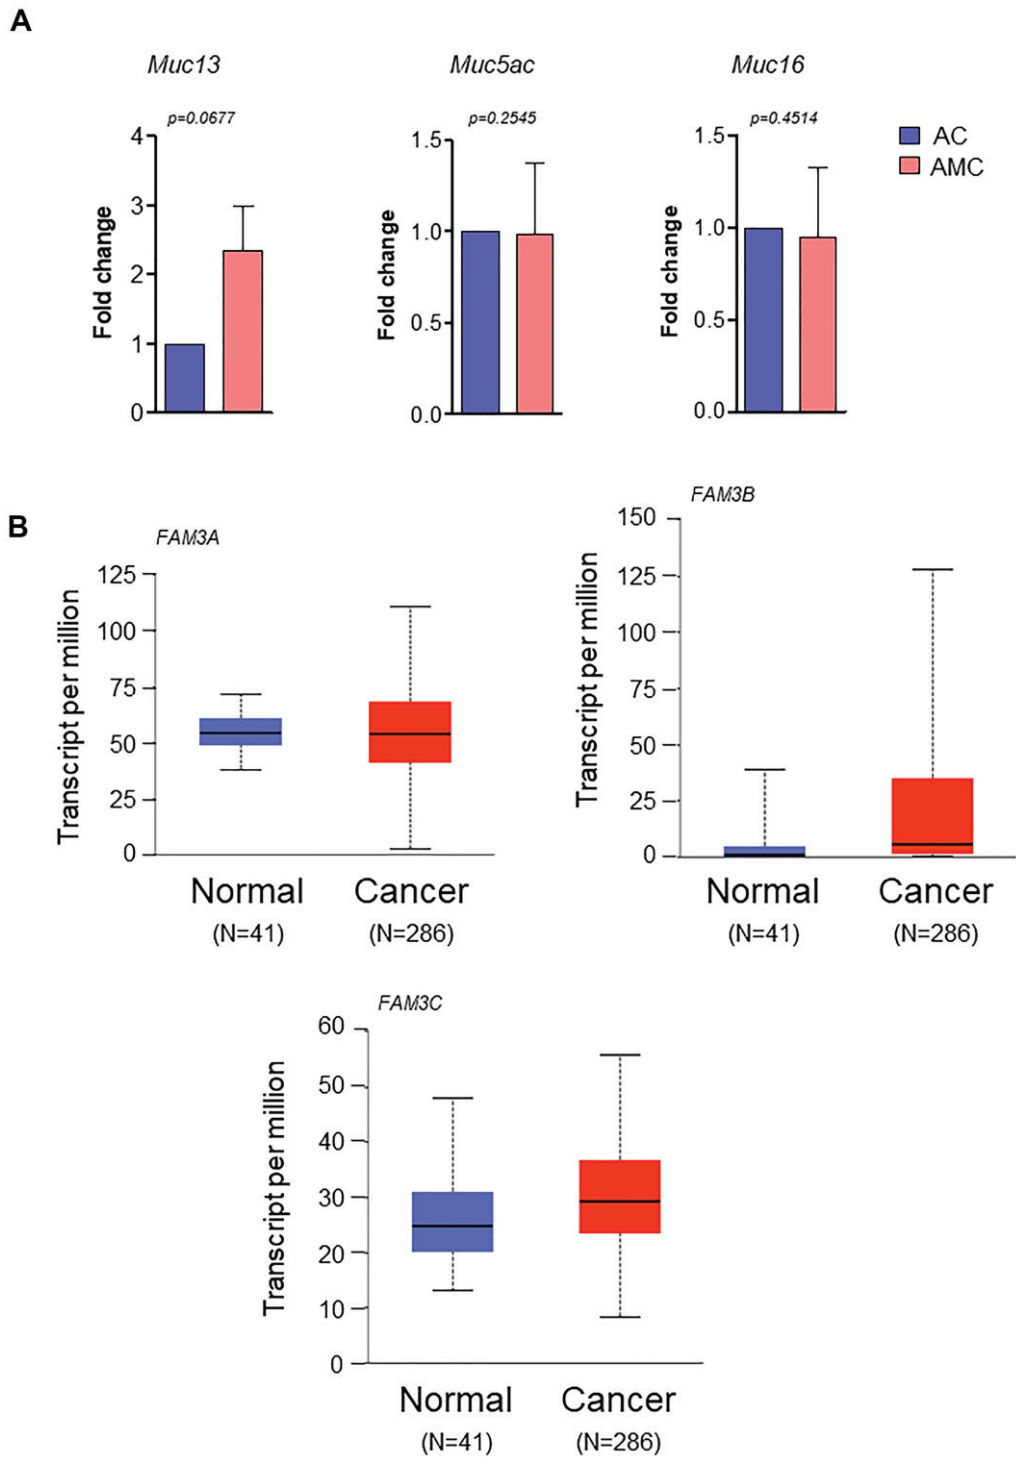 A
Muc13
Muc5ac
Muc16
p=0.0677
p=0.2545
p=0.4514
AC
AMC
Fold change
4
3
2
1
0
Fold change
1.5
1.0
0.5
0.0
Fold change
1.5
1.0
0.5
0.0
B
FAM3A
Transcript per million
125
100
75
50
25
0
Normal
Cancer
(N=41)
(N=286)
FAM3B
Transcript per million
150
125
100
75
50
25
0
Normal
Cancer
(N=41)
(N=286)
FAM3C
Transcript per million
60
50
40
30
20
10
0
Normal
Cancer
(N=41)
(N=286)